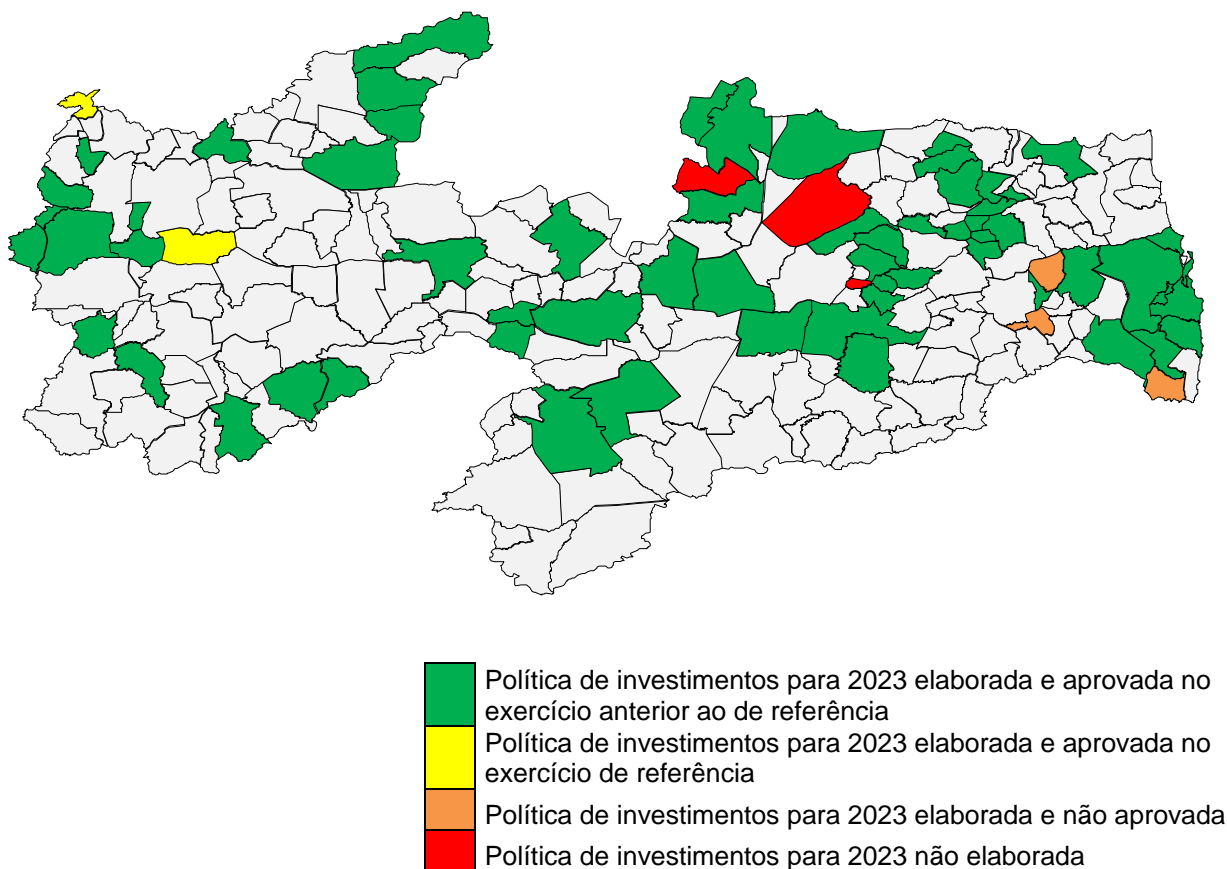 Política de investimentos para 2023 elaborada e aprovada no
exercício anterior ao de referência
Política de investimentos para 2023 elaborada e aprovada no
exercício de referência
Política de investimentos para 2023 elaborada e não aprovada
Política de investimentos para 2023 não elaborada